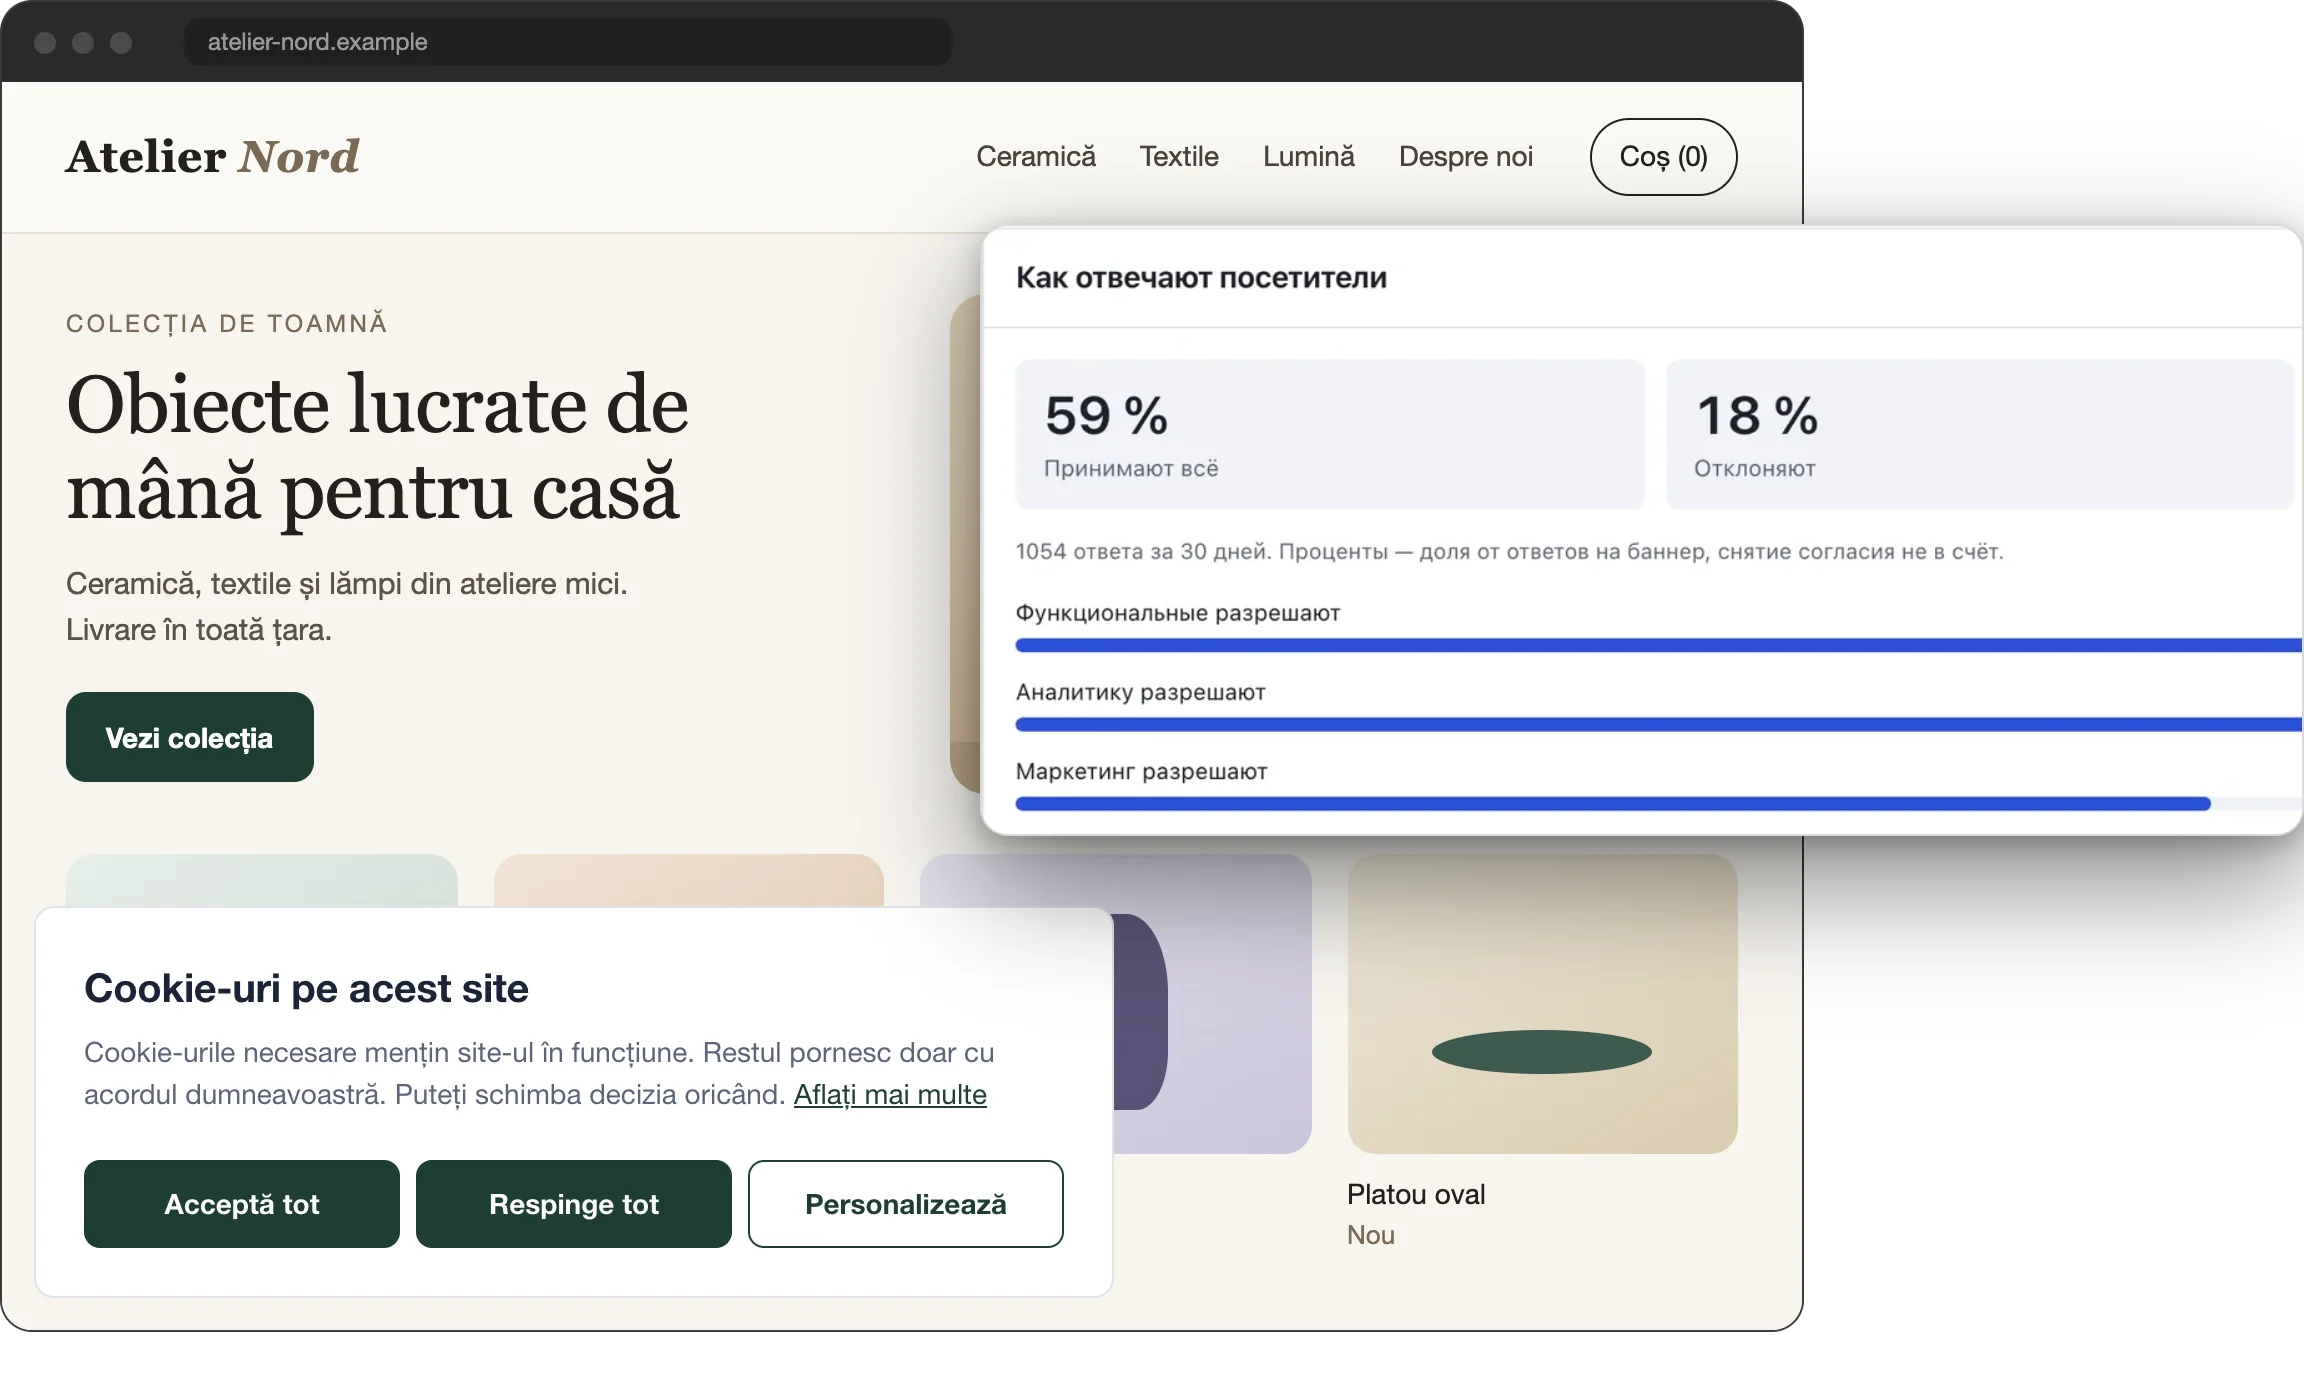 atelier-nord.example
Atelier Nord
Ceramică
Textile
Lumină
Despre noi
Coș (0)
COLECȚIA DE TOAMNĂ
Obiecte lucrate de
mână pentru casă
Ceramică, textile și lămpi din ateliere mici.
Livrare în toată țara.
Vezi colecția
Как отвечают посетители
59 %
Принимают всё
18 %
Отклоняют
1054 ответа за 30 дней. Проценты — доля от ответов на баннер, снятие согласия не в счёт.
Функциональные разрешают
Аналитику разрешают
Маркетинг разрешают
Cookie-uri pe acest site
Cookie-urile necesare mențin site-ul în funcțiune. Restul pornesc doar cu
acordul dumneavoastră. Puteți schimba decizia oricând. Aflați mai multe
Acceptă tot
Respinge tot
Personalizează
Platou oval
Nou